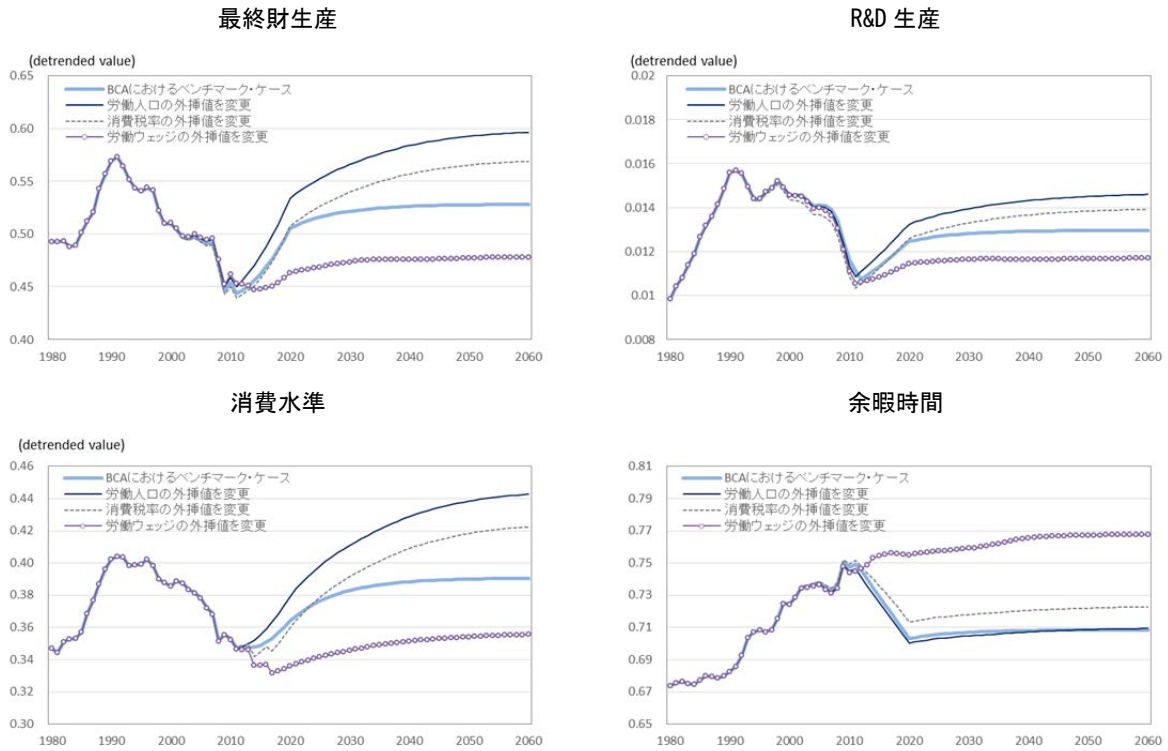 最終財生産
(detrended value)
0.65
0.60
0.55
0.50
0.45
0.40
BCAにおけるベンチマーク・ケース
労働人口の外挿値を変更
消費税率の外挿値を変更
労働ウェッジの外挿値を変更
1980 1990 2000 2010 2020 2030 2040 2050 2060
R&D 生産
(detrended value)
0.02
0.018
0.016
0.014
0.012
0.01
0.008
BCAにおけるベンチマーク・ケース
労働人口の外挿値を変更
消費税率の外挿値を変更
労働ウェッジの外挿値を変更
1980 1990 2000 2010 2020 2030 2040 2050 2060
消費水準
(detrended value)
0.46
0.44
0.42
0.40
0.38
0.36
0.34
0.32
0.30
BCAにおけるベンチマーク・ケース
労働人口の外挿値を変更
消費税率の外挿値を変更
労働ウェッジの外挿値を変更
1980 1990 2000 2010 2020 2030 2040 2050 2060
余暇時間
0.81
0.79
0.77
0.75
0.73
0.71
0.69
0.67
0.65
BCAにおけるベンチマーク・ケース
労働人口の外挿値を変更
消費税率の外挿値を変更
労働ウェッジの外挿値を変更
1980 1990 2000 2010 2020 2030 2040 2050 2060